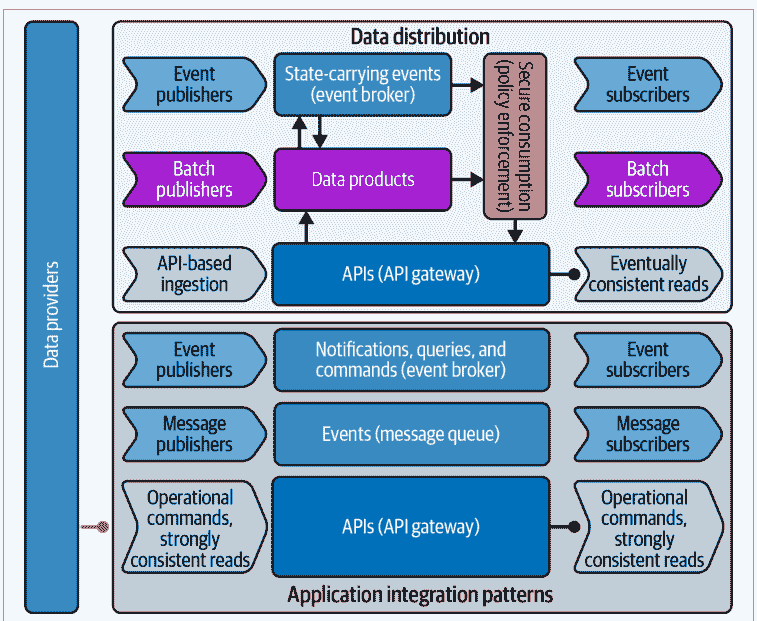 Data providers
Data distribution
Event
publishers
State-carrying events
(event broker)
Secure consumption
(policy enforcement)
Event
subscribers
Batch
publishers
Data products
Batch
subscribers
API-based
ingestion
APIs (API gateway)
Eventually
consistent reads
Event
publishers
Notifications, queries, and
commands (event broker)
Event
subscribers
Message
publishers
Events (message queue)
Message
subscribers
Operational
commands,
strongly
consistent reads
APIs (API gateway)
Operational
commands,
strongly
consistent reads
Application integration patterns